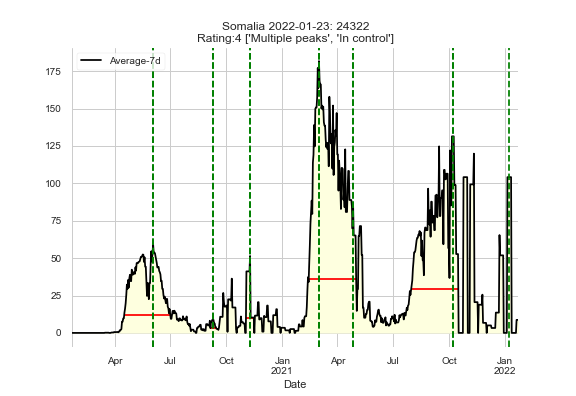 Somalia 2022-01-23: 24322
Rating:4 ['Multiple peaks', 'In control']
Average-7d
175
150
125
100
75
50
25
0
Apr
Jul
Oct
Jan
2021
Apr
Jul
Oct
Jan
2022
Date